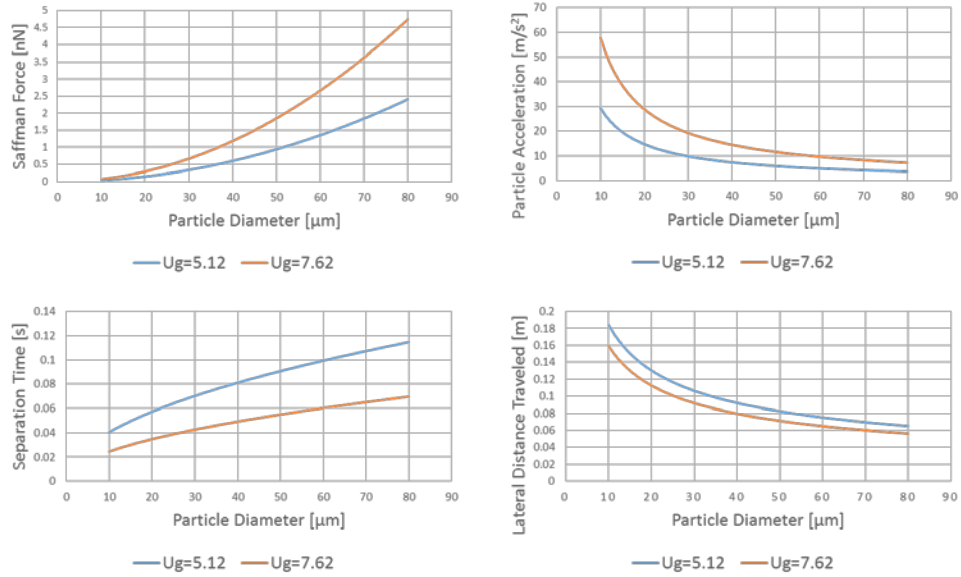 Saffman Force [nN]
5
4.5
4
3.5
3
2.5
2
1.5
1
0.5
0
0 10 20 30 40 50 60 70 80 90
Particle Diameter [μm]
Ug=5.12 Ug=7.62
Particle Acceleration [m/s²]
70
60
50
40
30
20
10
0
0 10 20 30 40 50 60 70 80 90
Particle Diameter [μm]
Ug=5.12 Ug=7.62
Separation Time [s]
0.14
0.12
0.1
0.08
0.06
0.04
0.02
0
0 10 20 30 40 50 60 70 80 90
Particle Diameter [μm]
Ug=5.12 Ug=7.62
Lateral Distance Traveled [m]
0.2
0.18
0.16
0.14
0.12
0.1
0.08
0.06
0.04
0.02
0
0 10 20 30 40 50 60 70 80 90
Particle Diameter [μm]
Ug=5.12 Ug=7.62